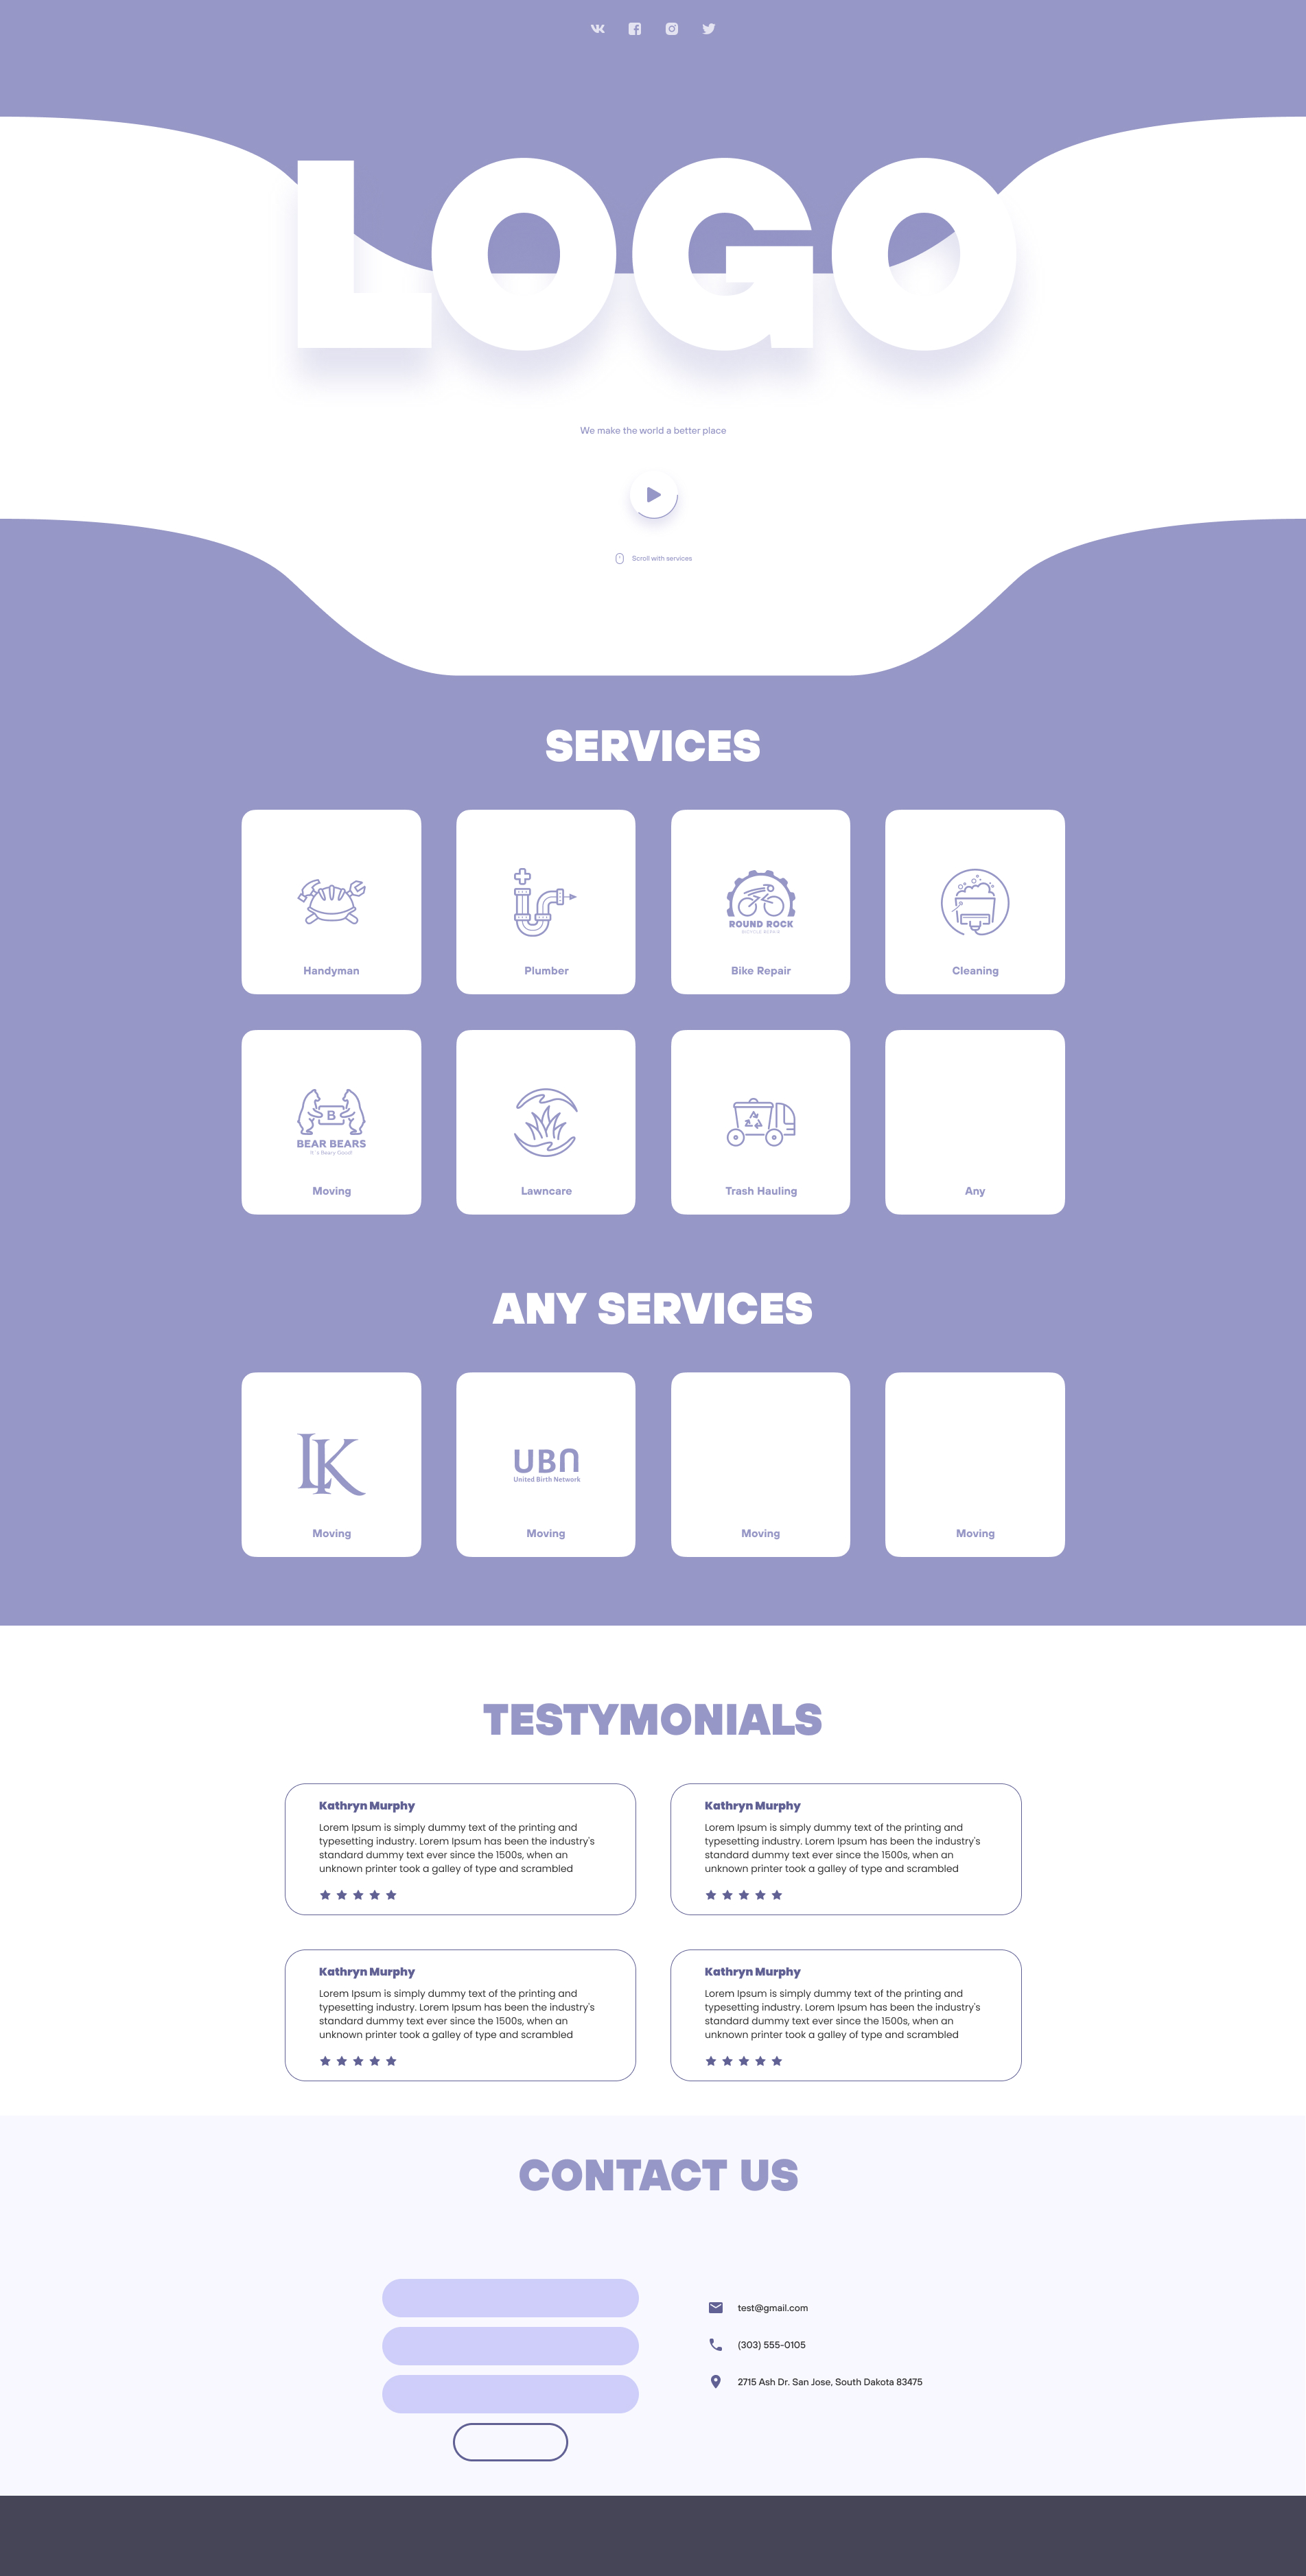 LOGO
We make the world a better place
Scroll with services
SERVICES
Handyman
Plumber
ROUND ROCK
BICYCLE REPAIR
Bike Repair
Cleaning
B
BEAR BEARS
It's Beary Good!
Moving
Lawncare
Trash Hauling
Any
ANY SERVICES
LK
Moving
UBN
United Birth Network
Moving
Moving
Moving
TESTYMONIALS
Kathryn Murphy
Lorem Ipsum is simply dummy text of the printing and
typesetting industry. Lorem Ipsum has been the industry's
standard dummy text ever since the 1500s, when an
unknown printer took a galley of type and scrambled
Kathryn Murphy
Lorem Ipsum is simply dummy text of the printing and
typesetting industry. Lorem Ipsum has been the industry's
standard dummy text ever since the 1500s, when an
unknown printer took a galley of type and scrambled
Kathryn Murphy
Lorem Ipsum is simply dummy text of the printing and
typesetting industry. Lorem Ipsum has been the industry's
standard dummy text ever since the 1500s, when an
unknown printer took a galley of type and scrambled
Kathryn Murphy
Lorem Ipsum is simply dummy text of the printing and
typesetting industry. Lorem Ipsum has been the industry's
standard dummy text ever since the 1500s, when an
unknown printer took a galley of type and scrambled
CONTACT US
test@gmail.com
(303) 555-0105
2715 Ash Dr. San Jose, South Dakota 83475